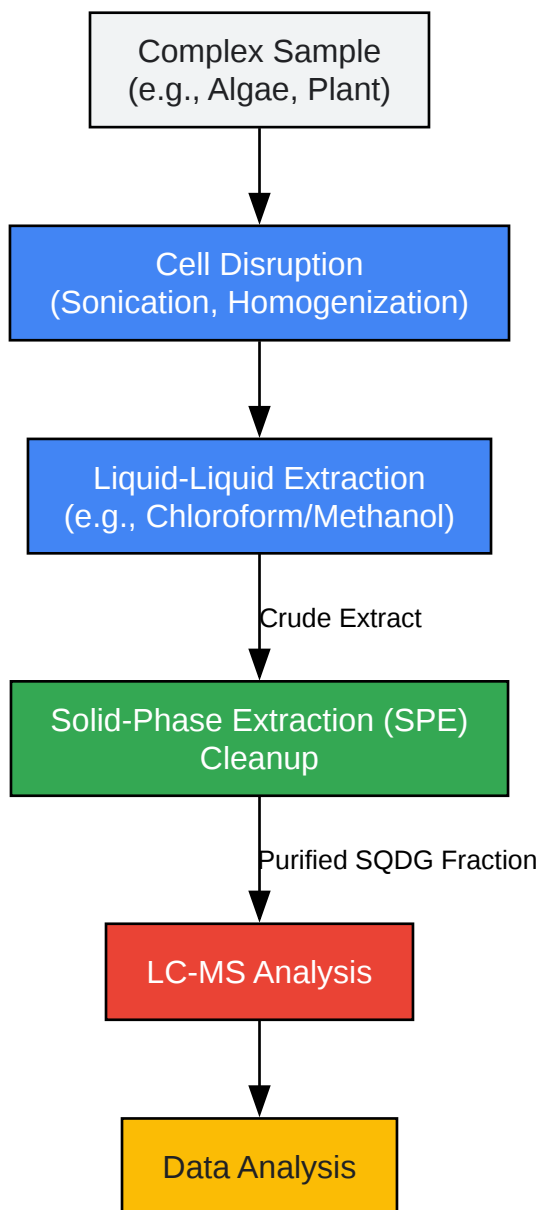 Complex Sample
(e.g., Algae, Plant)
Cell Disruption
(Sonication, Homogenization)
Liquid-Liquid Extraction
(e.g., Chloroform/Methanol)
Crude Extract
Solid-Phase Extraction (SPE)
Cleanup
Purified SQDG Fraction
LC-MS Analysis
Data Analysis